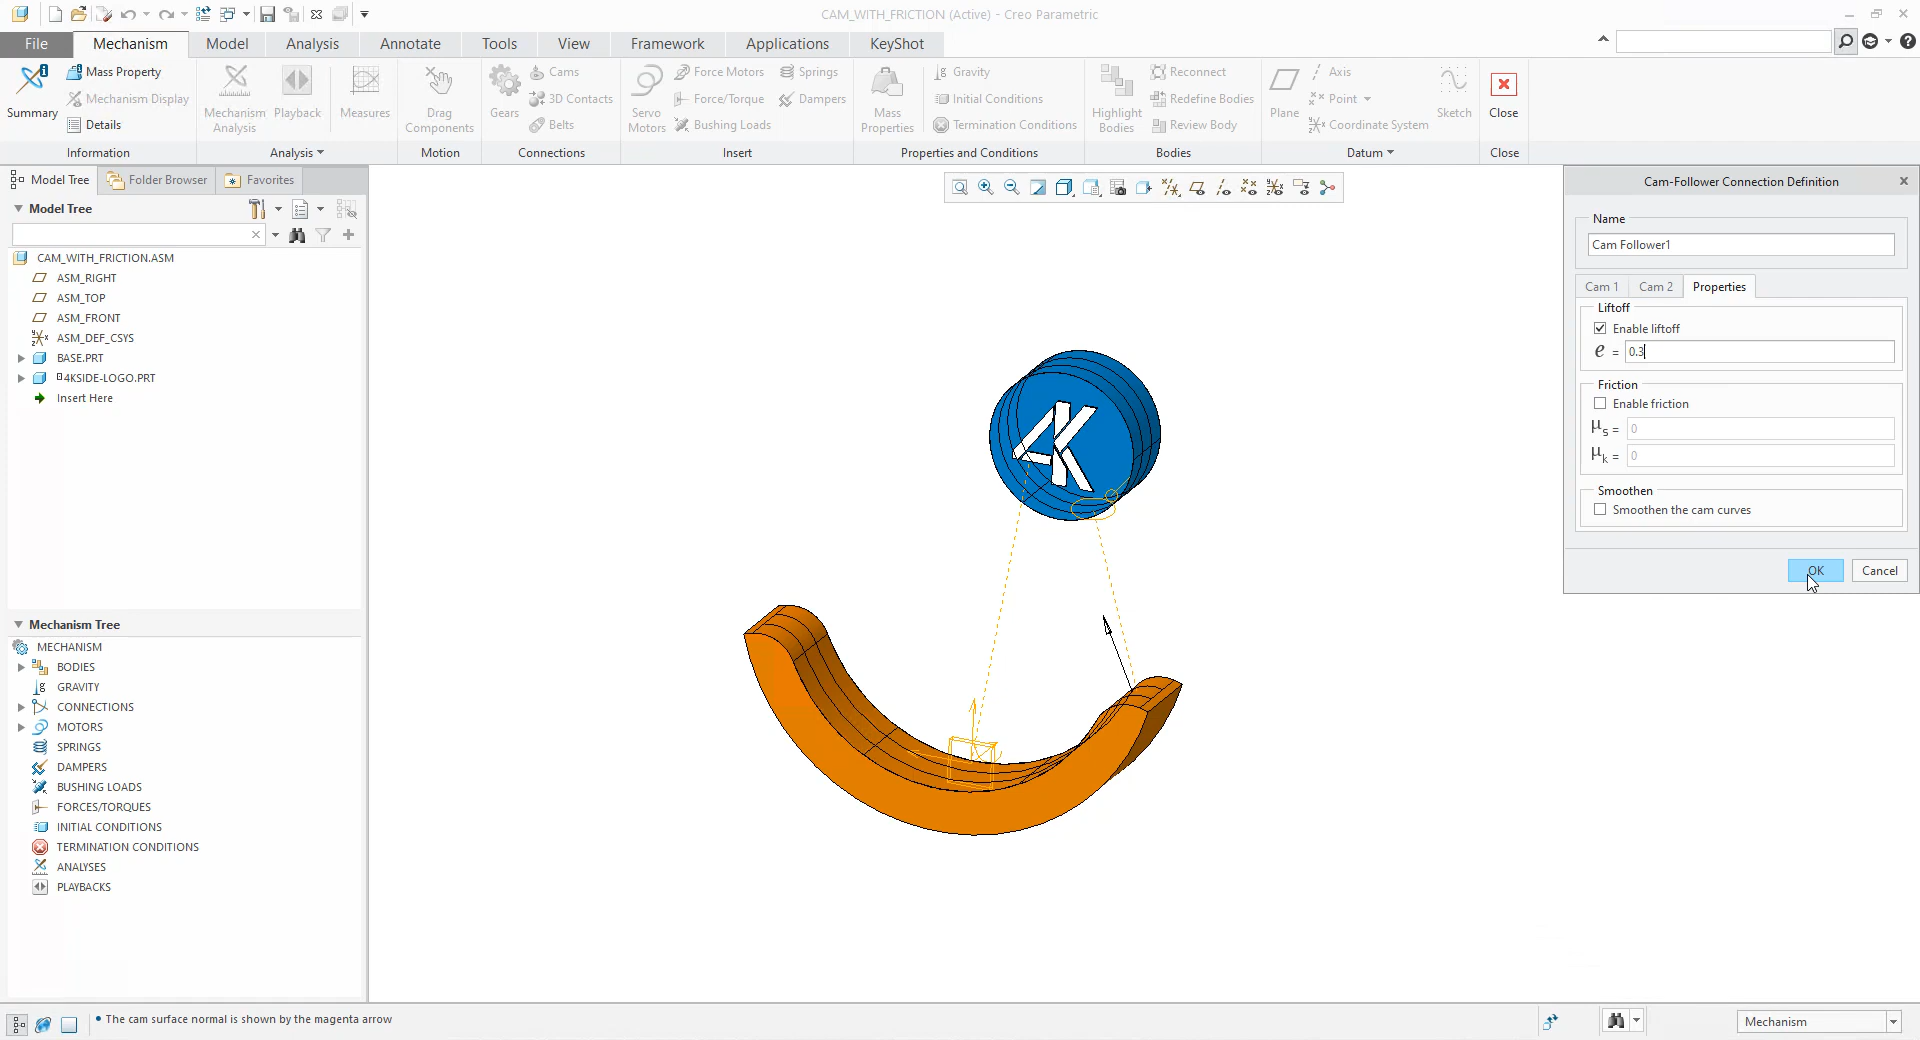 CAM_WITH_FRICTION (Active) - Creo Parametric
File Mechanism Model Analysis Annotate Tools View Framework Applications KeyShot
Summary
Mass Property
Mechanism Display
Details
Information
Mechanism Analysis
Playback
Measures
Analysis
Drag Components
Motion
Gears
Cams
3D Contacts
Belts
Connections
Servo Motors
Force Motors
Force/Torque
Bushing Loads
Springs
Dampers
Insert
Mass Properties
Gravity
Initial Conditions
Termination Conditions
Properties and Conditions
Highlight Bodies
Reconnect
Redefine Bodies
Review Body
Bodies
Plane
Axis
Point
Coordinate System
Sketch
Datum
Close
Close
Model Tree Folder Browser Favorites
Model Tree
CAM_WITH_FRICTION.ASM
ASM_RIGHT
ASM_TOP
ASM_FRONT
ASM_DEF_CSYS
BASE.PRT
4KSIDE-LOGO.PRT
Insert Here
Mechanism Tree
MECHANISM
BODIES
GRAVITY
CONNECTIONS
MOTORS
SPRINGS
DAMPERS
BUSHING LOADS
FORCES/TORQUES
INITIAL CONDITIONS
TERMINATION CONDITIONS
ANALYSES
PLAYBACKS
4K
Cam-Follower Connection Definition
Name
Cam Follower1
Cam 1 Cam 2 Properties
Liftoff
Enable liftoff
e = 0.3
Friction
Enable friction
μs = 0
μk = 0
Smoothen
Smoothen the cam curves
OK Cancel
The cam surface normal is shown by the magenta arrow
Mechanism